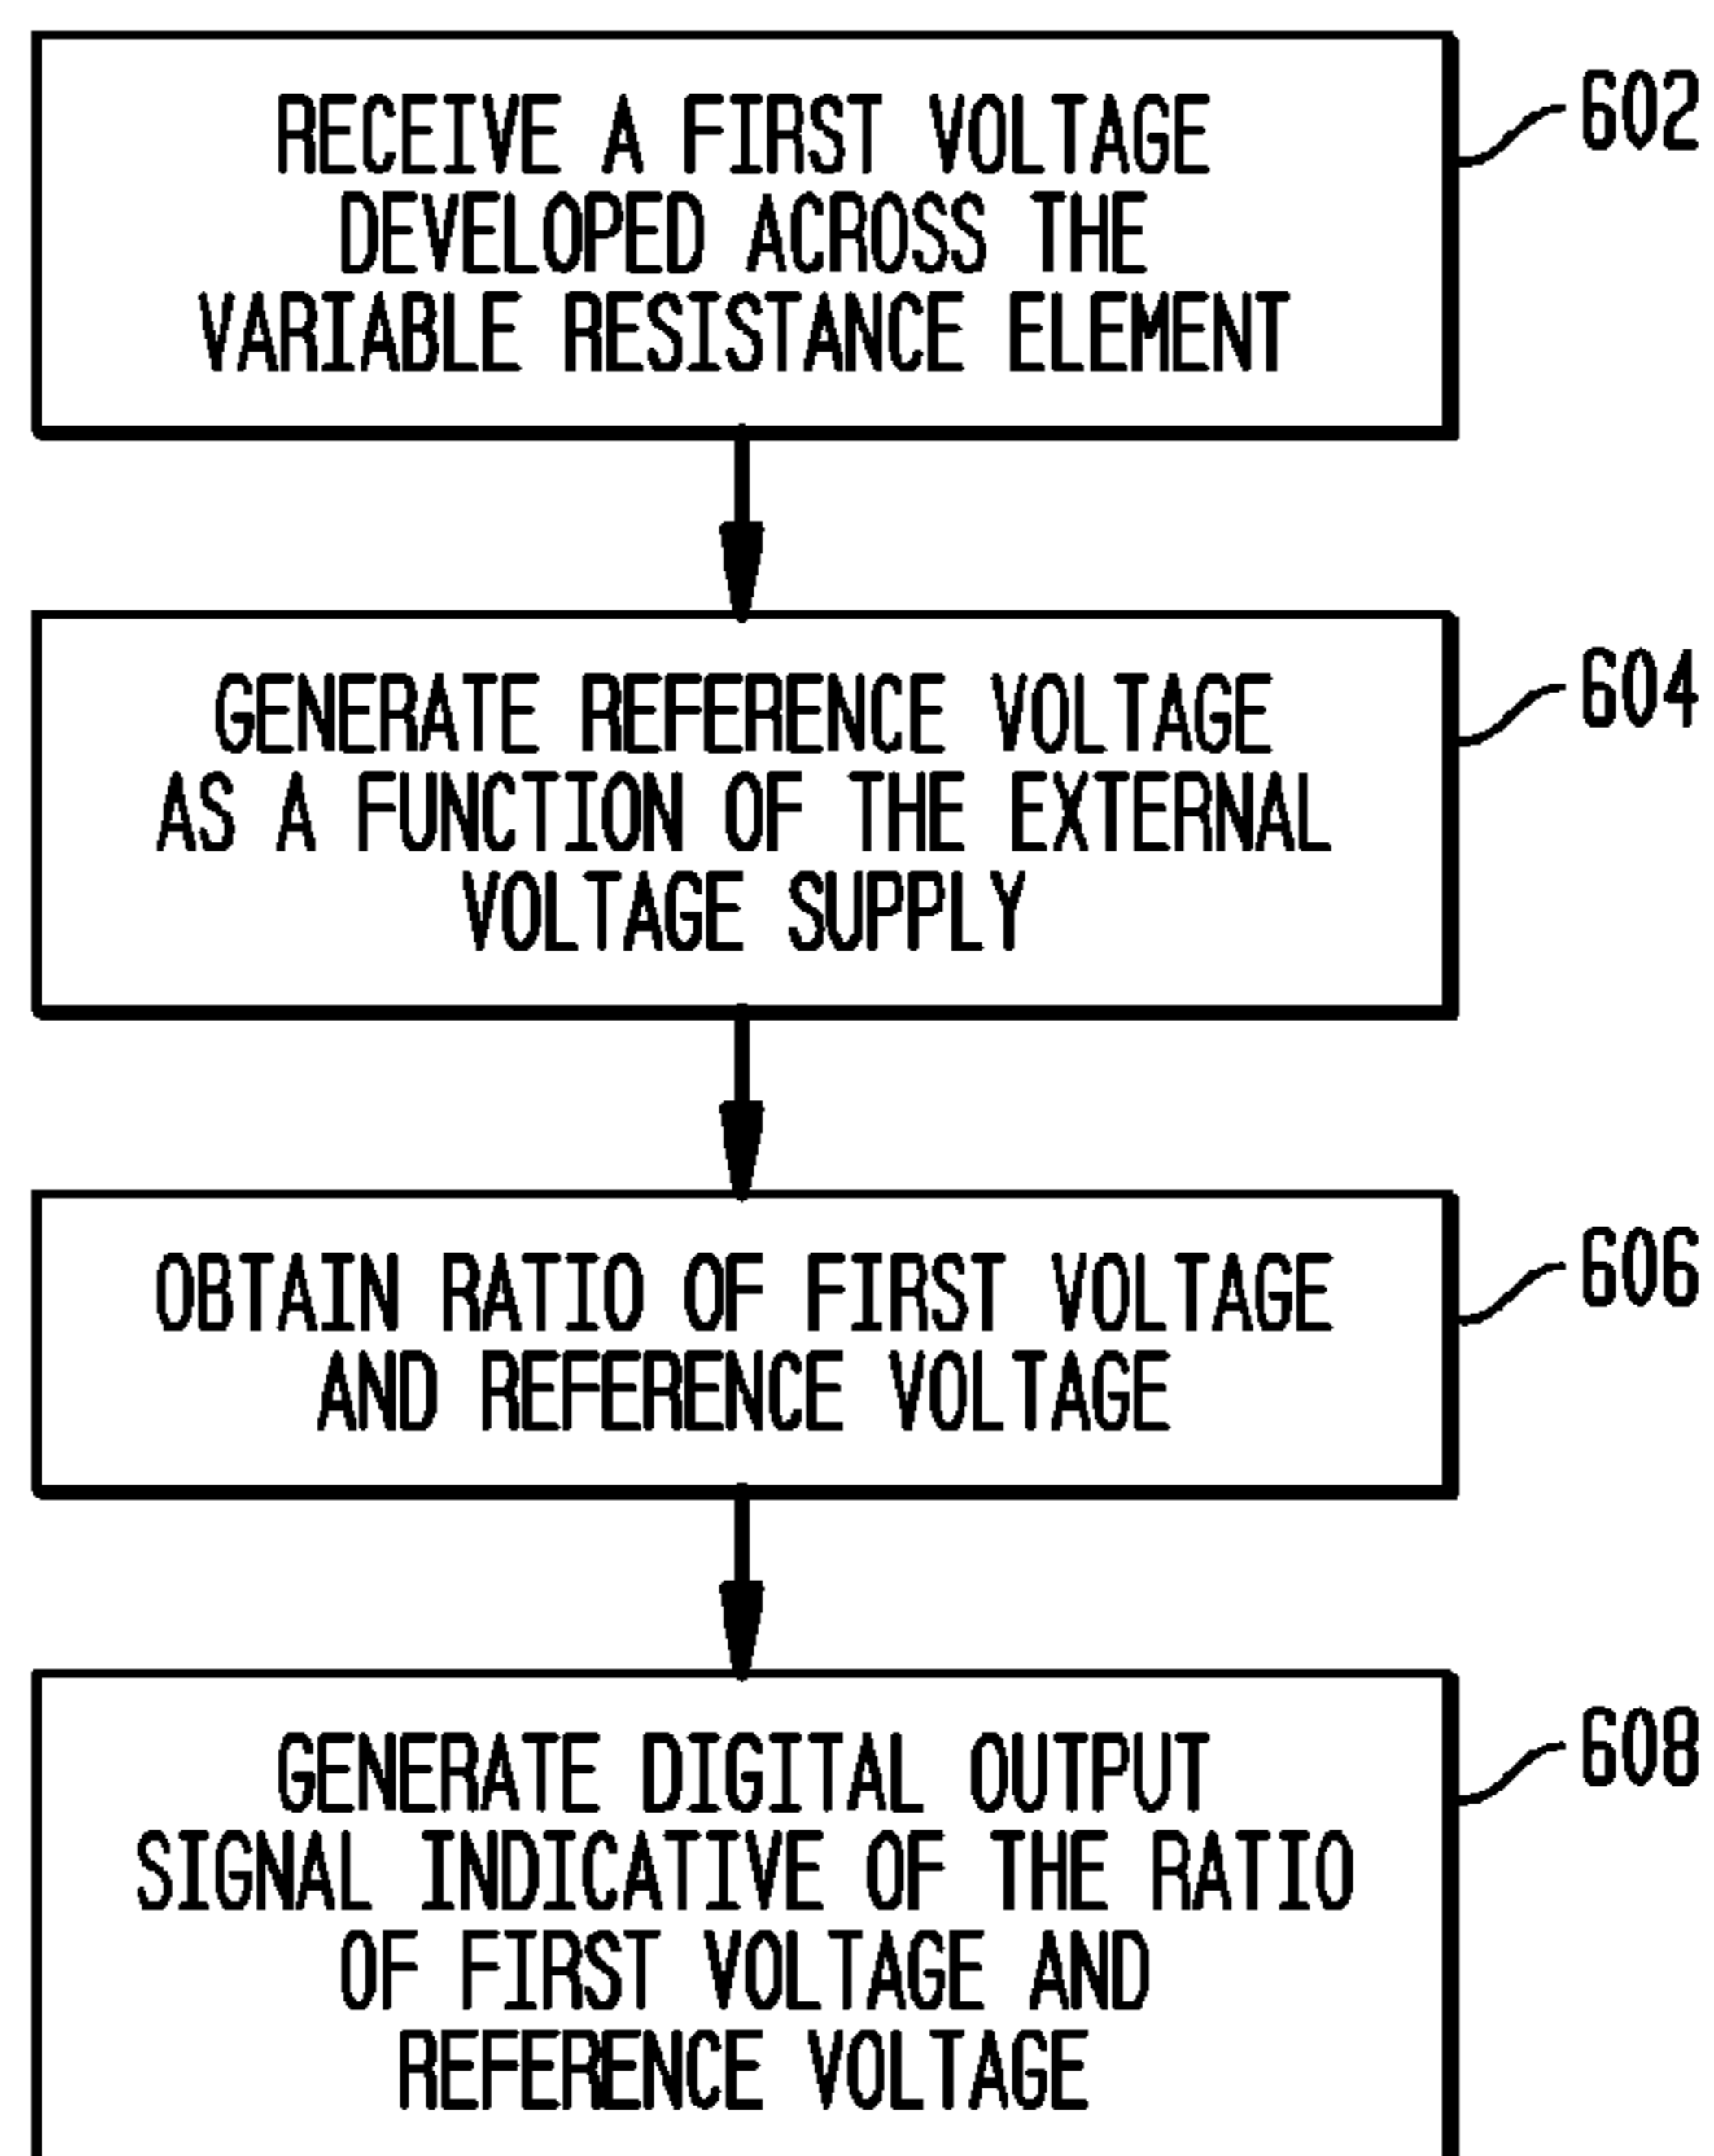 RECEIVE A FIRST VOLTAGE
DEVELOPED ACROSS THE
VARIABLE RESISTANCE ELEMENT
602
GENERATE REFERENCE VOLTAGE
AS A FUNCTION OF THE EXTERNAL
VOLTAGE SUPPLY
604
OBTAIN RATIO OF FIRST VOLTAGE
AND REFERENCE VOLTAGE
606
GENERATE DIGITAL OUTPUT
SIGNAL INDICATIVE OF THE RATIO
OF FIRST VOLTAGE AND
REFERENCE VOLTAGE
608